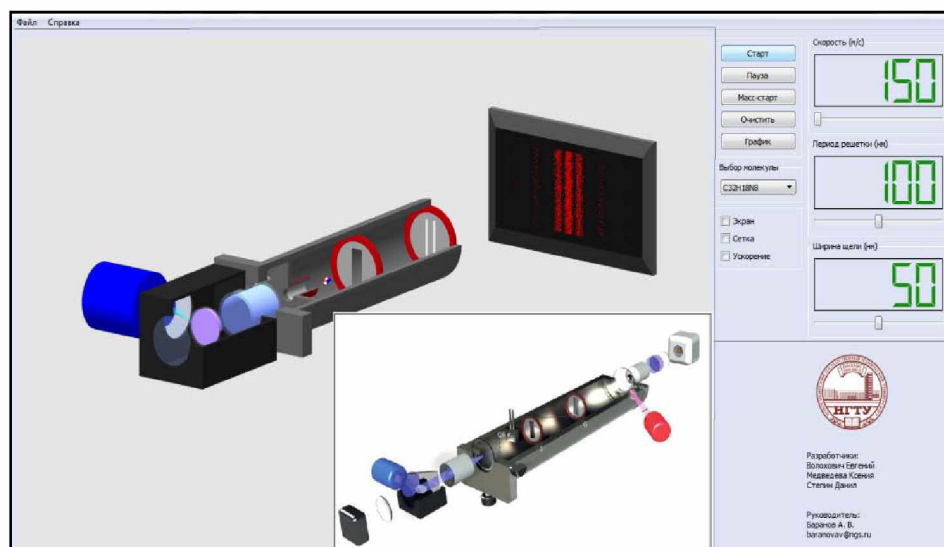 Файл Справка
Старт
Пауза
Масс-старт
Очистить
График
Выбор молекулы
C32H18N8
Экран
Сетка
Ускорение
Скорость (м/с)
150
Период решетки (нм)
100
Ширина щели (нм)
50
НГТУ
Разработчики:
Волохович Евгений
Медведева Ксения
Степин Данил
Руководитель:
Баранов А. В.
baranovav@ngs.ru